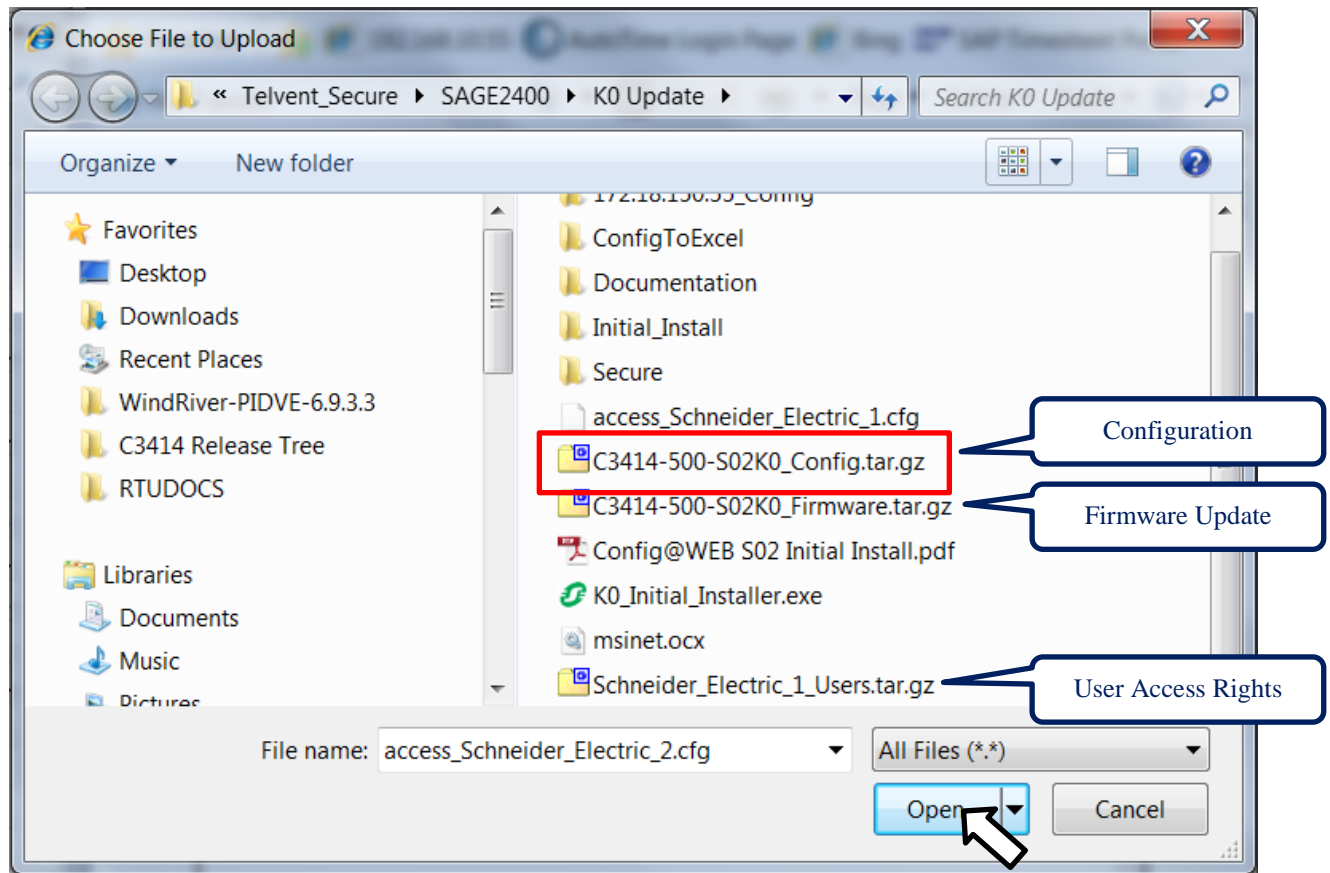 Choose File to Upload
« Telvent_Secure ▸ SAGE2400 ▸ K0 Update ▸
Search K0 Update
Organize
New folder
Favorites
Desktop
Downloads
Recent Places
WindRiver-PIDVE-6.9.3.3
C3414 Release Tree
RTUDOCS
Libraries
Documents
Music
Pictures
ConfigToExcel
Documentation
Initial_Install
Secure
access_Schneider_Electric_1.cfg
C3414-500-S02K0_Config.tar.gz
Configuration
C3414-500-S02K0_Firmware.tar.gz
Firmware Update
Config@WEB S02 Initial Install.pdf
K0_Initial_Installer.exe
msinet.ocx
Schneider_Electric_1_Users.tar.gz
User Access Rights
File name: access_Schneider_Electric_2.cfg
All Files (*.*)
Open
Cancel